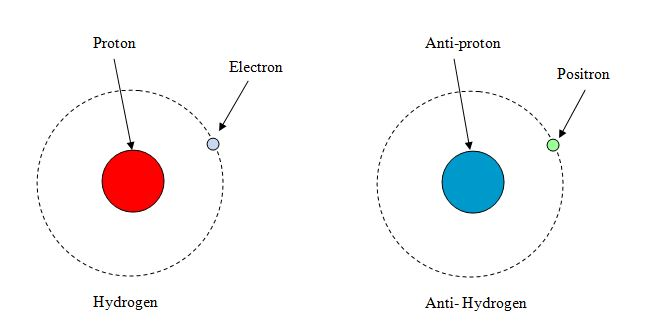 Proton
Electron
Hydrogen
Anti-proton
Positron
Anti- Hydrogen